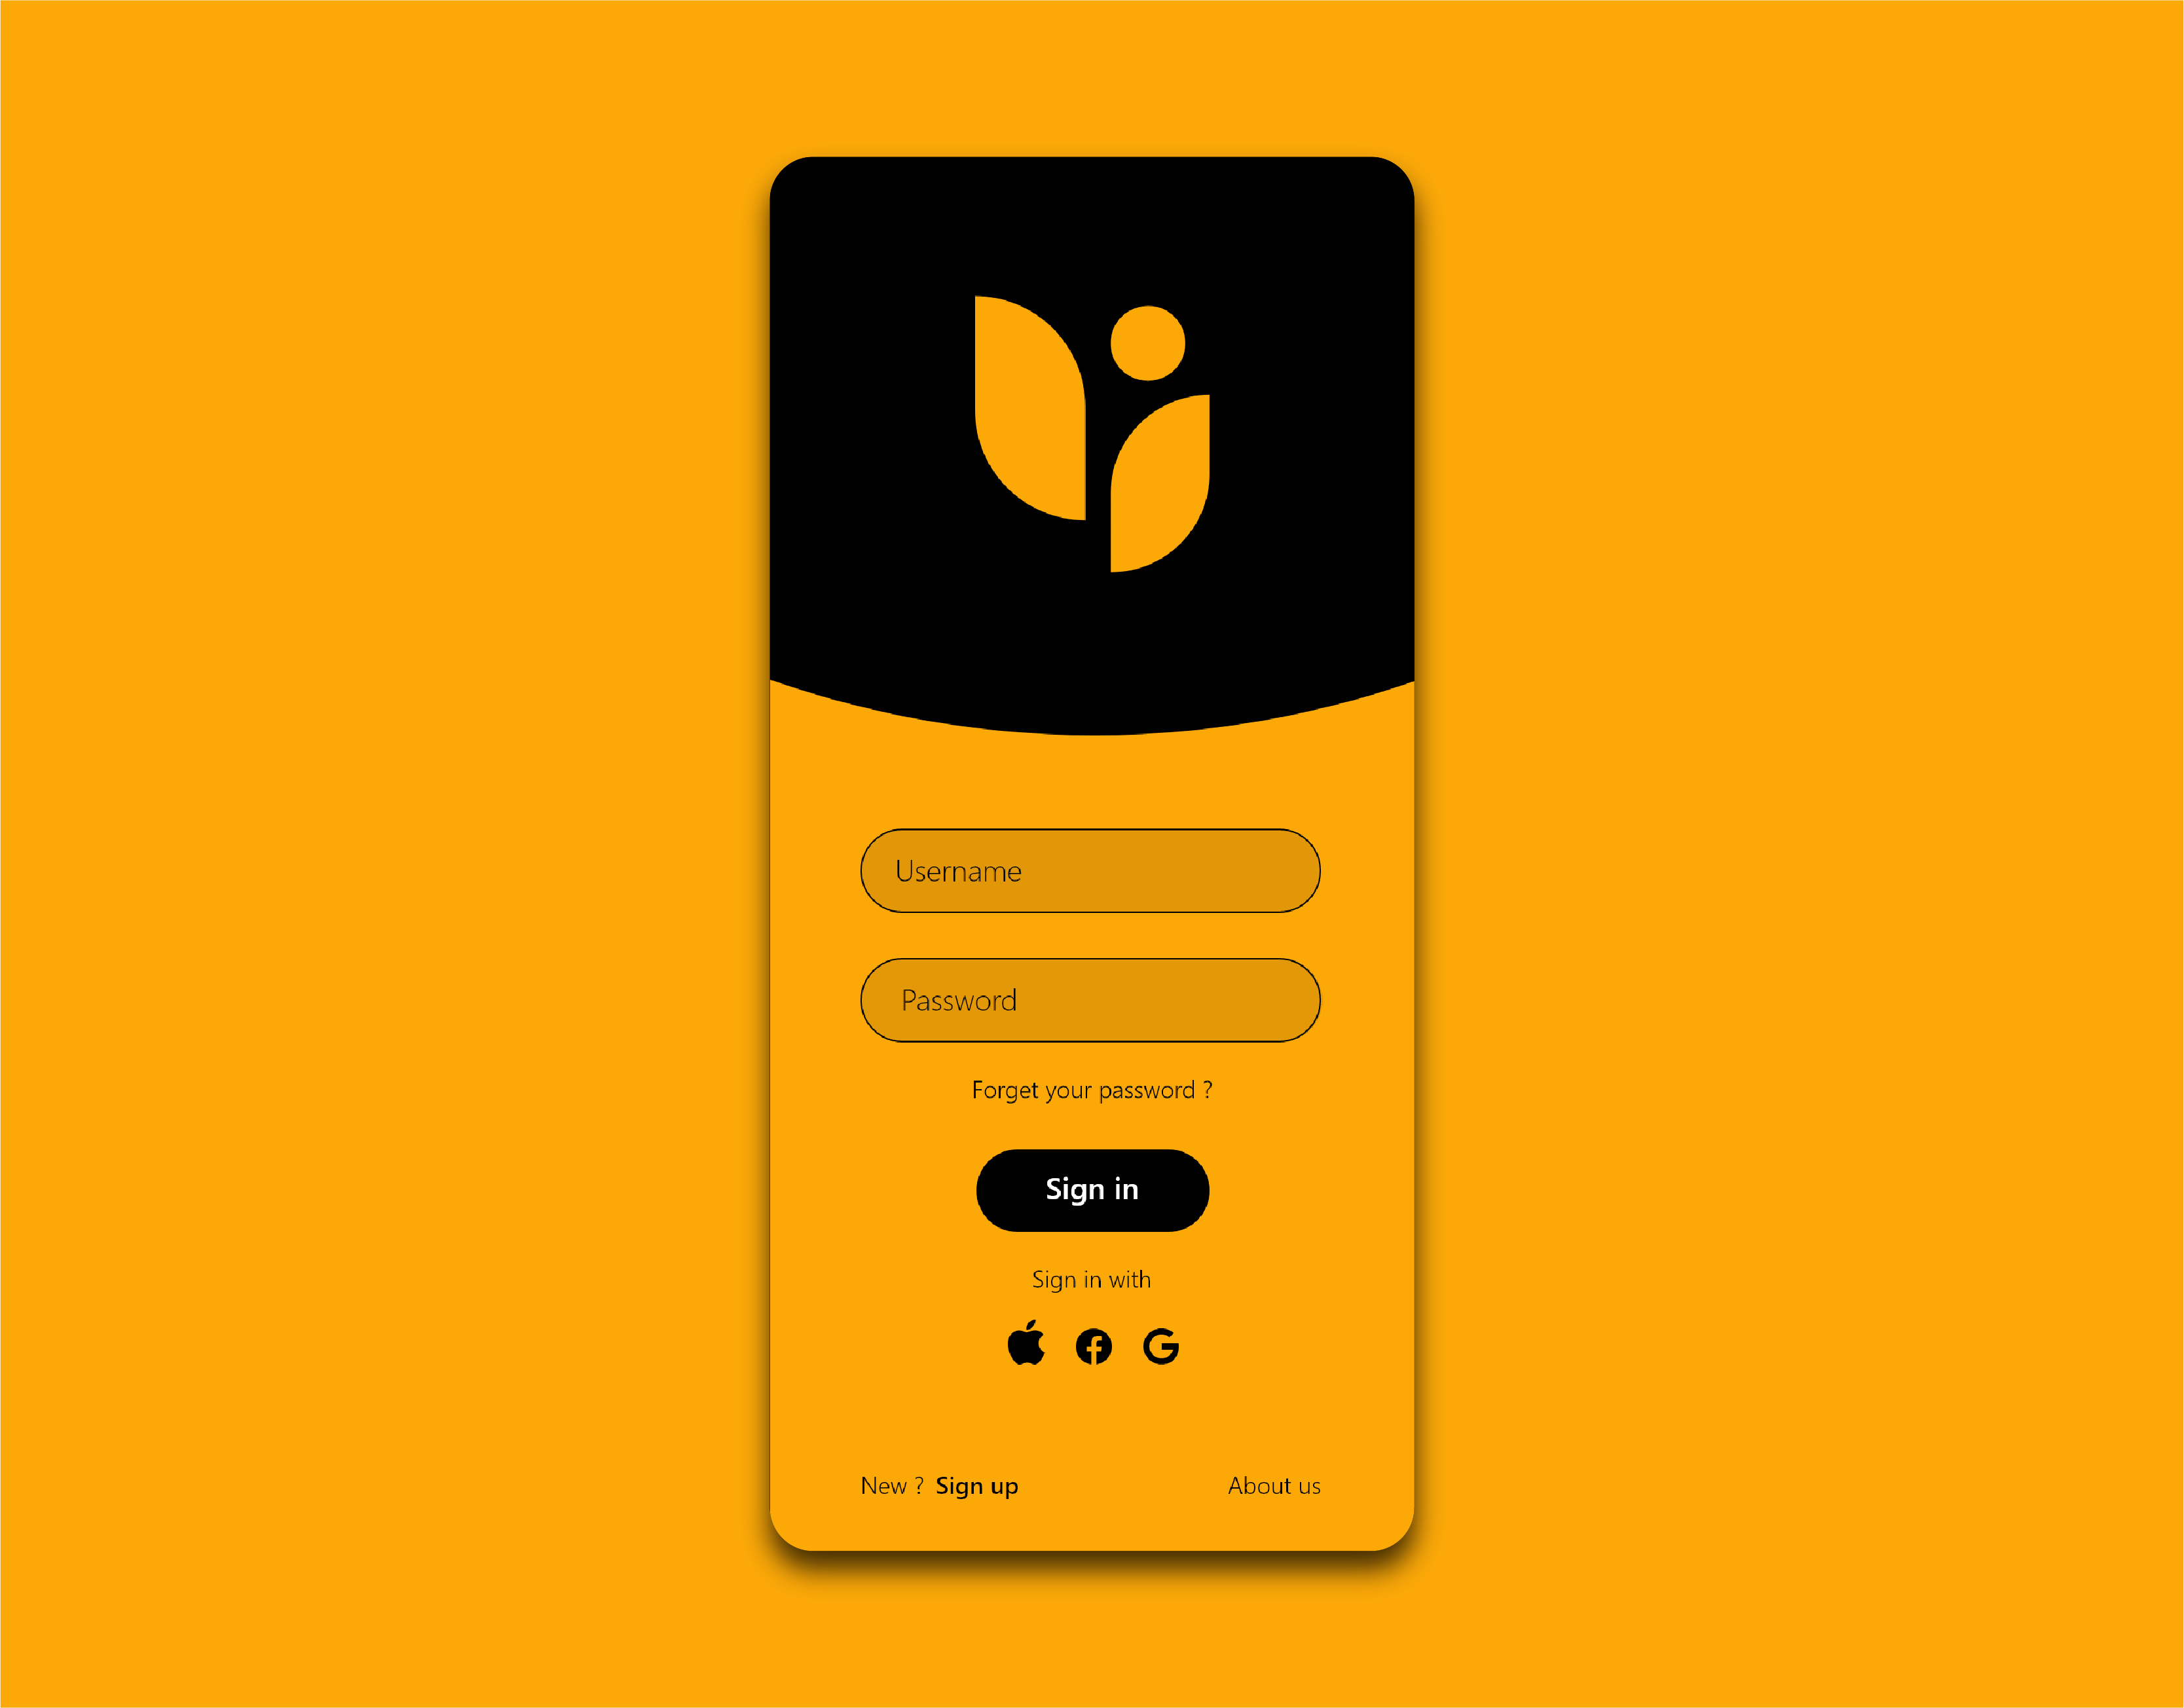 Username
Password
Forget your password ?
Sign in
Sign in with
New ? Sign up
About us